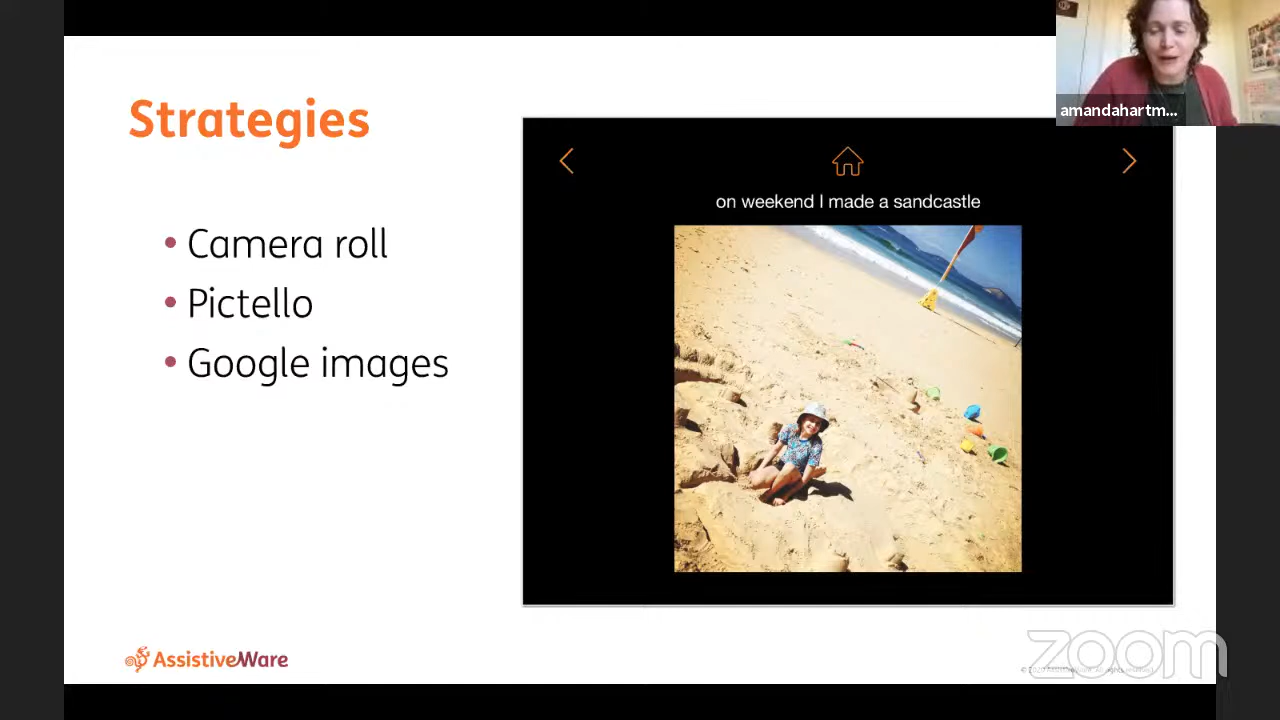 amandahartm...
Strategies
on weekend I made a sandcastle
• Camera roll
• Pictello
• Google images
AssistiveWare
zoom